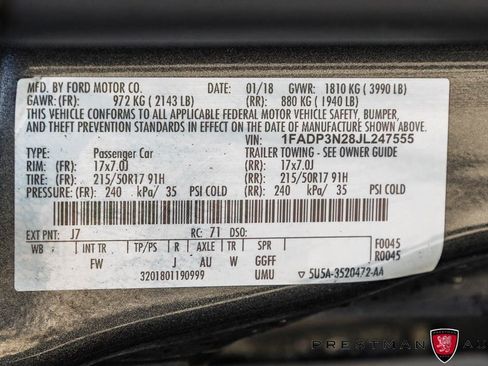 MFD. BY FORD MOTOR CO. DATE: 01/18 GVWR: 1810 KG ( 3990 LB)
GAWR: (FR): 972 KG ( 2143 LB) (RR): 880 KG ( 1940 LB)
THIS VEHICLE CONFORMS TO ALL APPLICABLE FEDERAL MOTOR VEHICLE SAFETY, BUMPER,
AND THEFT PREVENTION STANDARDS IN EFFECT ON THE DATE OF MANUFACTURE SHOWN ABOVE.
VIN: 1FADP3N28JL247555
TYPE: Passenger Car TRAILER TOWING - SEE OWNER GUIDE
RIM: (FR) 17x7.0J (RR): 17x7.0J
TIRE: (FR) 215/50R17 91H (RR): 215/50R17 91H
PRESSURE: (FR) 240 kPa/ 35 PSI COLD (RR): 240 kPa/ 35 PSI COLD
EXT PNT: J7 RC: 71 DSO: F0045
WB INT TR TP/PS R AXLE TR SPR R0045
FW J 42 6 GGFF
3201801190999 UMU ▽ 5U5A-3520472-AA
PRESTMAN AU